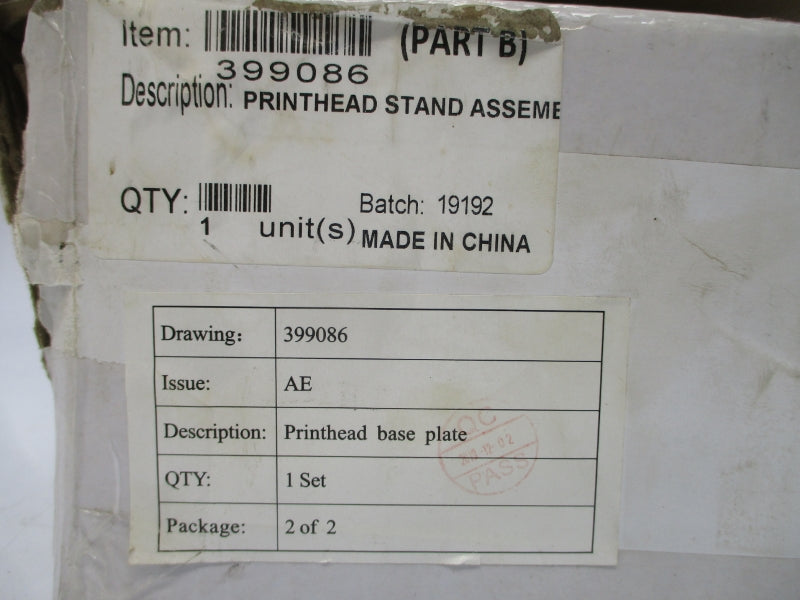 Item: (PART B)
399086
Description: PRINTHEAD STAND ASSEME
QTY: Batch: 19192
1 unit(s) MADE IN CHINA
Drawing: 399086
Issue: AE
Description: Printhead base plate
QTY: 1 Set
Package: 2 of 2
QC
PASS